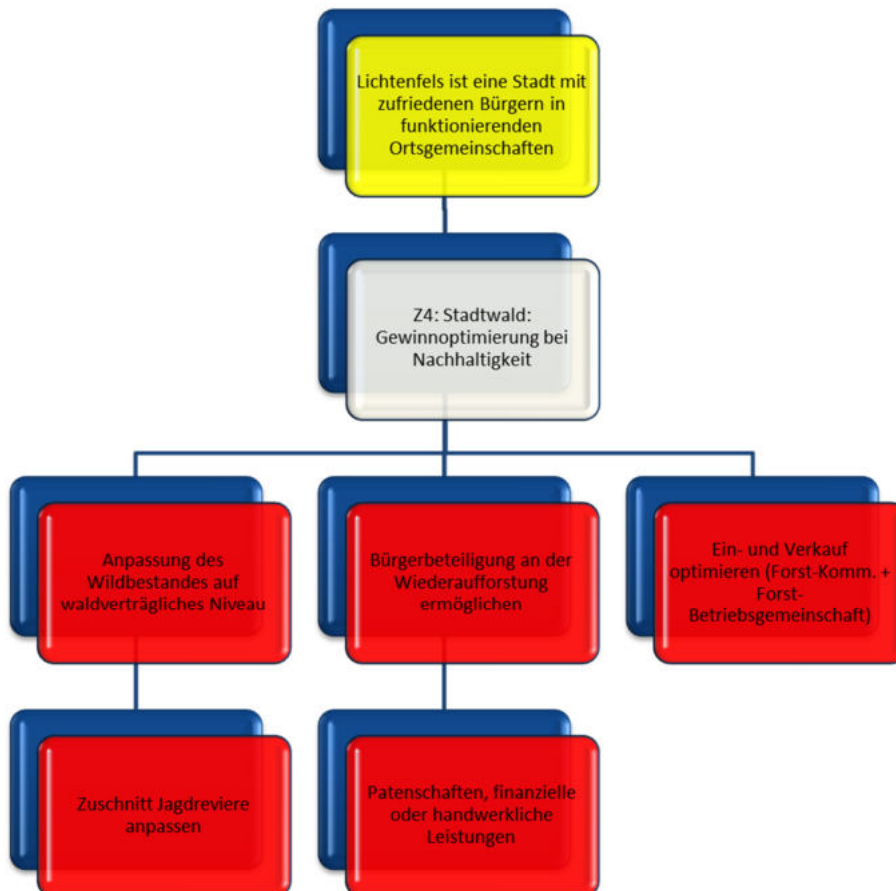 Lichtenfels ist eine Stadt mit
zufriedenen Bürgern in
funktionierenden
Ortsgemeinschaften
Z4: Stadtwald:
Gewinnoptimierung bei
Nachhaltigkeit
Anpassung des
Wildbestandes auf
waldverträgliches Niveau
Bürgerbeteiligung an der
Wiederaufforstung
ermöglichen
Ein- und Verkauf
optimieren (Forst-Komm. +
Forst-
Betriebsgemeinschaft)
Zuschnitt Jagdreviere
anpassen
Patenschaften, finanzielle
oder handwerkliche
Leistungen